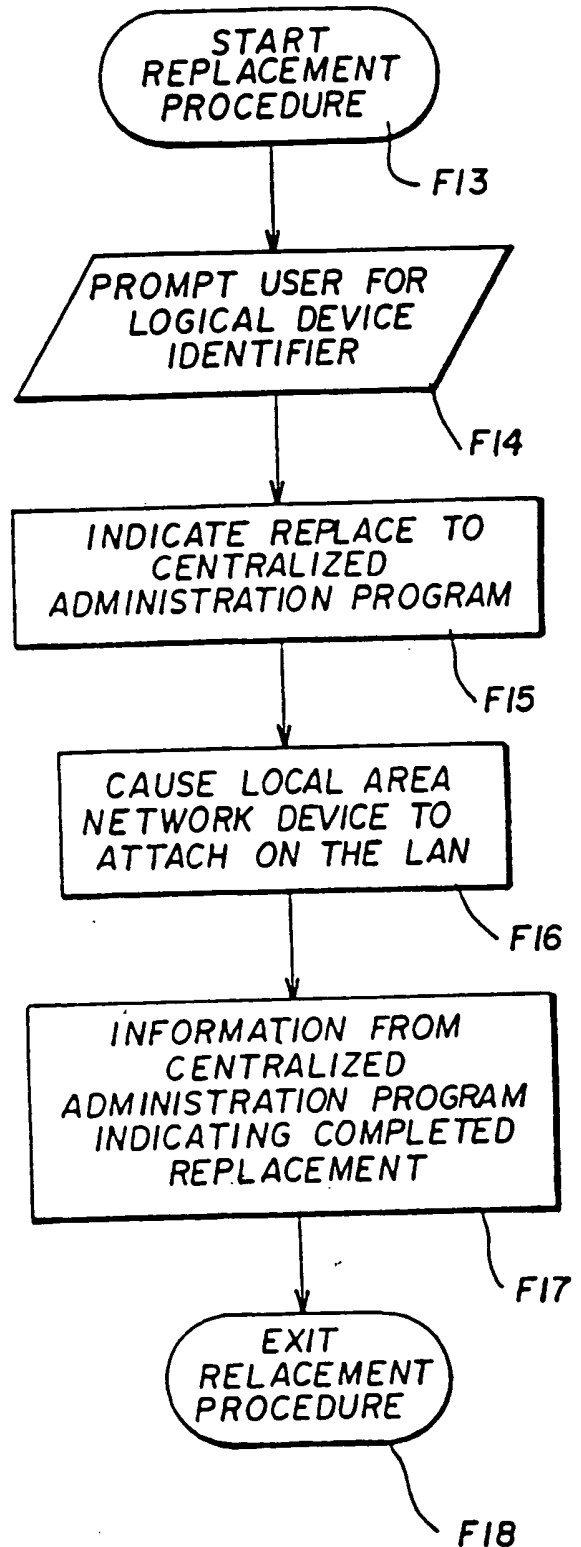 START
REPLACEMENT
PROCEDURE
F13
PROMPT USER FOR
LOGICAL DEVICE
IDENTIFIER
F14
INDICATE REPLACE TO
CENTRALIZED
ADMINISTRATION PROGRAM
F15
CAUSE LOCAL AREA
NETWORK DEVICE TO
ATTACH ON THE LAN
F16
INFORMATION FROM
CENTRALIZED
ADMINISTRATION PROGRAM
INDICATING COMPLETED
REPLACEMENT
F17
EXIT
RELACEMENT
PROCEDURE
F18